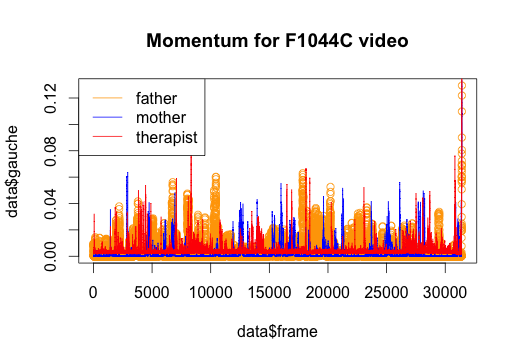 Momentum for F1044C video
father
mother
therapist
data$gauche
0.00 0.04 0.08 0.12
0 5000 10000 15000 20000 25000 30000
data$frame